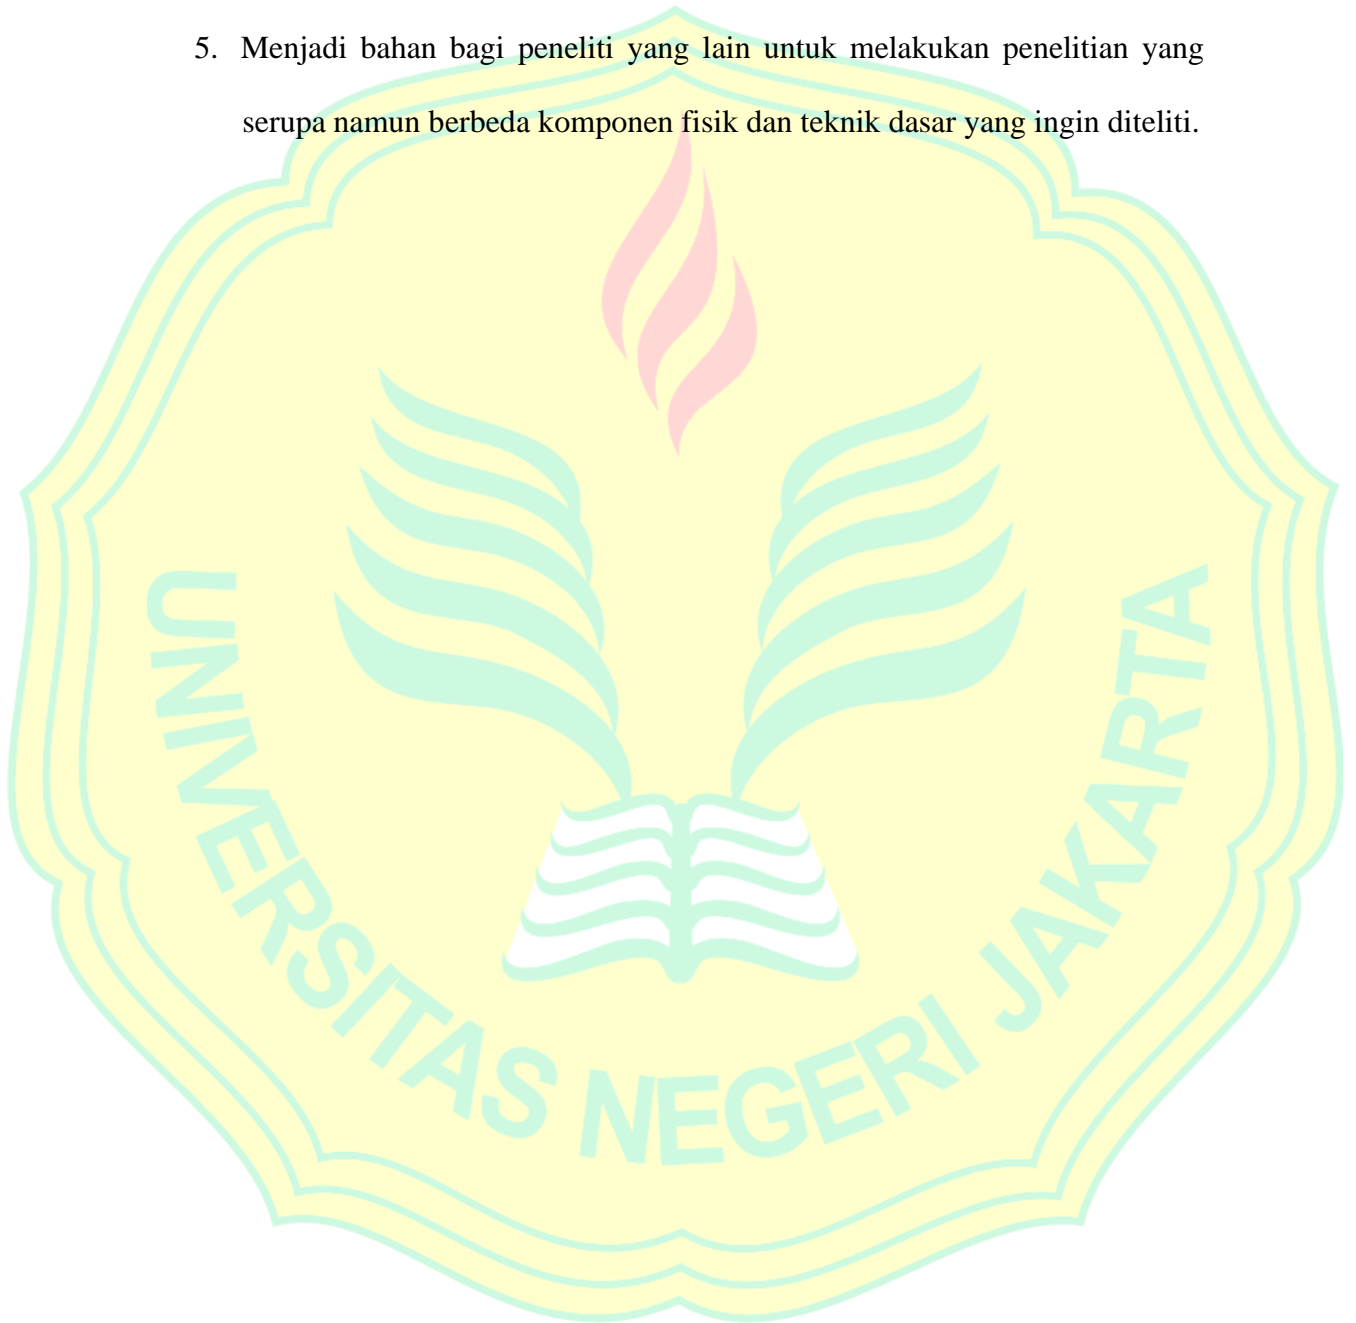 5. Menjadi bahan bagi peneliti yang lain untuk melakukan penelitian yang
serupa namun berbeda komponen fisik dan teknik dasar yang ingin diteliti.
UNIVERSITAS NEGERI JAKARTA